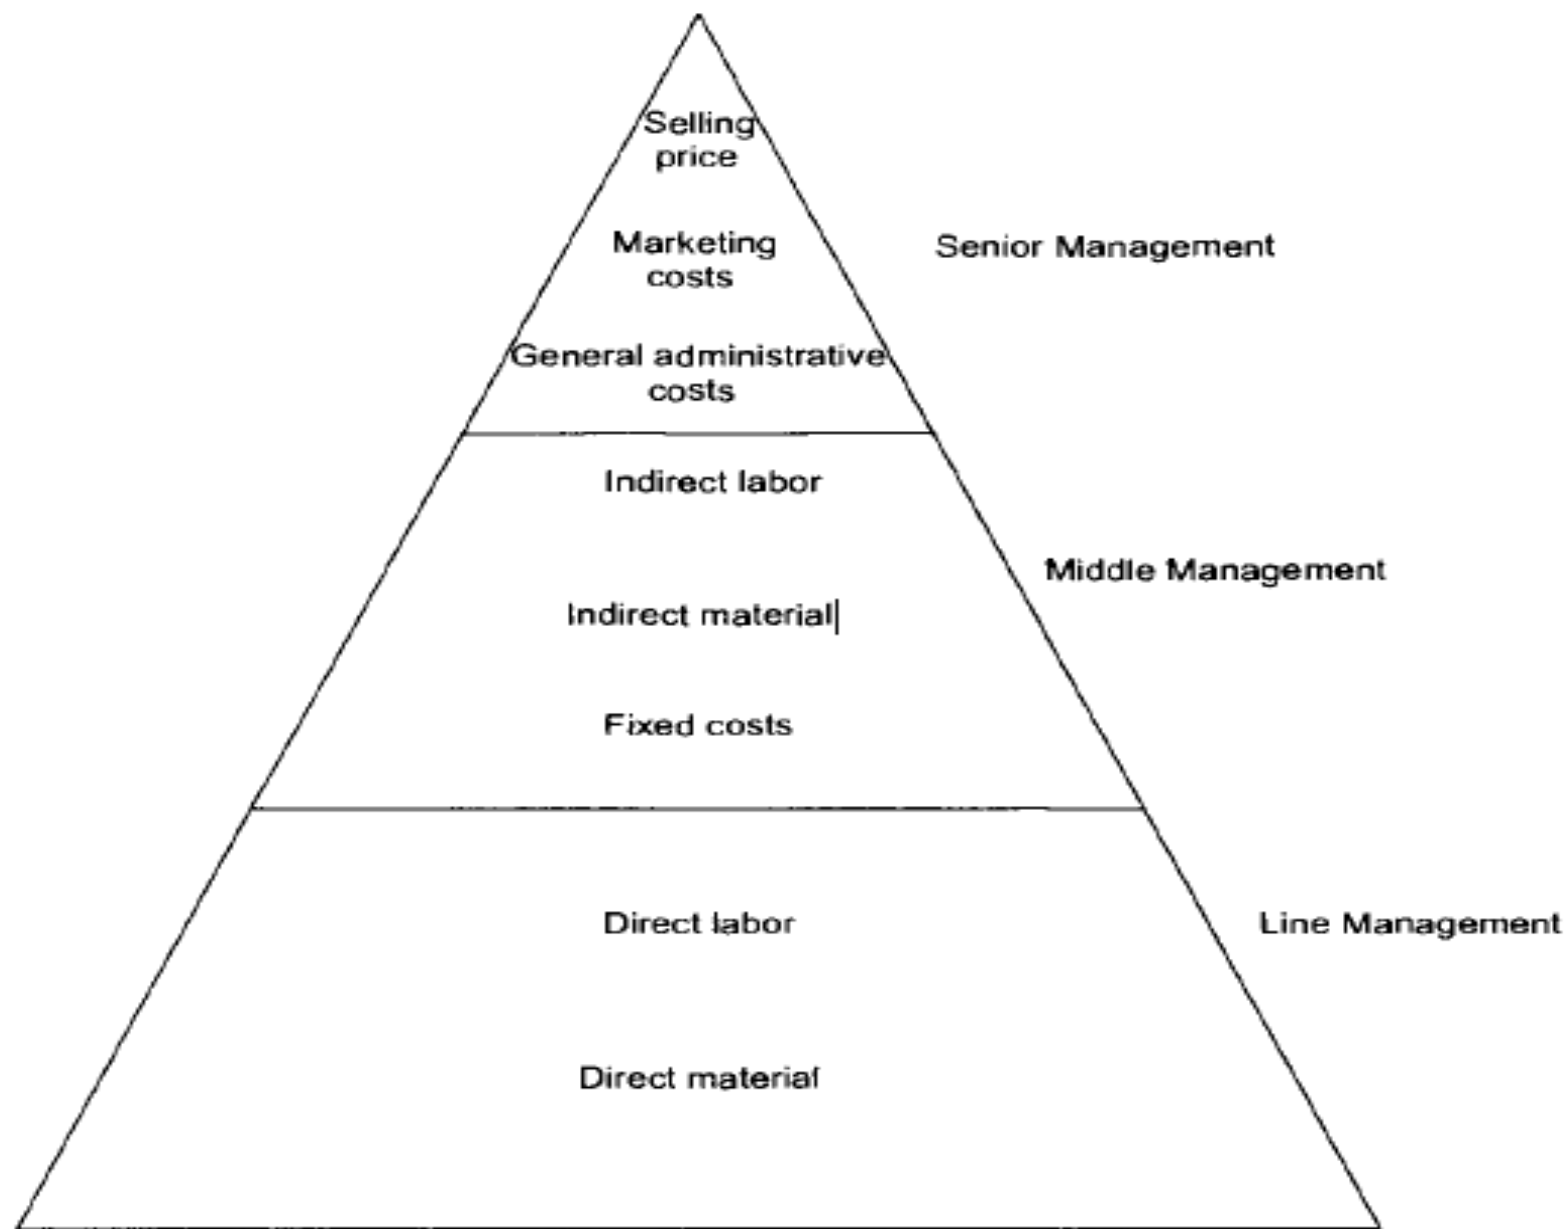 Selling
price
Marketing
costs
Senior Management
General administrative
costs
Indirect labor
Middle Management
Indirect material
Fixed costs
Direct labor
Line Management
Direct material